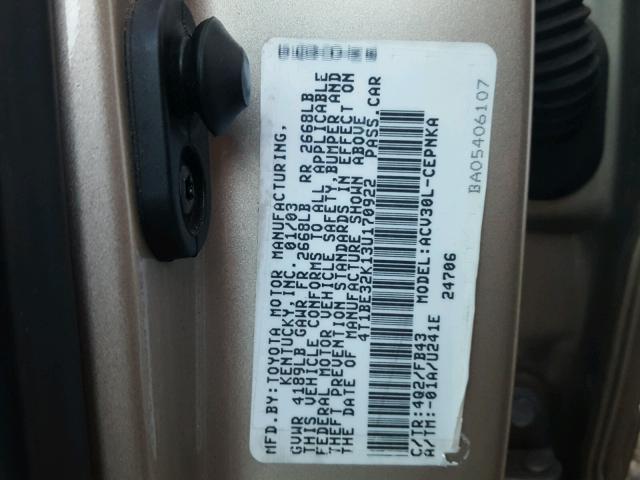 MFD.BY:TOYOTA MOTOR MANUFACTURING,
KENTUCKY,INC. 01/03
GVWR 4189LB GAWR FR 2668LB RR 2668LB
THIS VEHICLE CONFORMS TO ALL APPLICABLE
FEDERAL MOTOR VEHICLE SAFETY,BUMPER AND
THEFT PREVENTION STANDARDS IN EFFECT ON
THE DATE OF MANUFACTURE SHOWN ABOVE
4T1BE32K13U170922 PASS.CAR
C/TR:4Q2/FB43 MODEL:ACV30L-CEPNKA
A/TM:-01A/U241E 24706
BA05406107